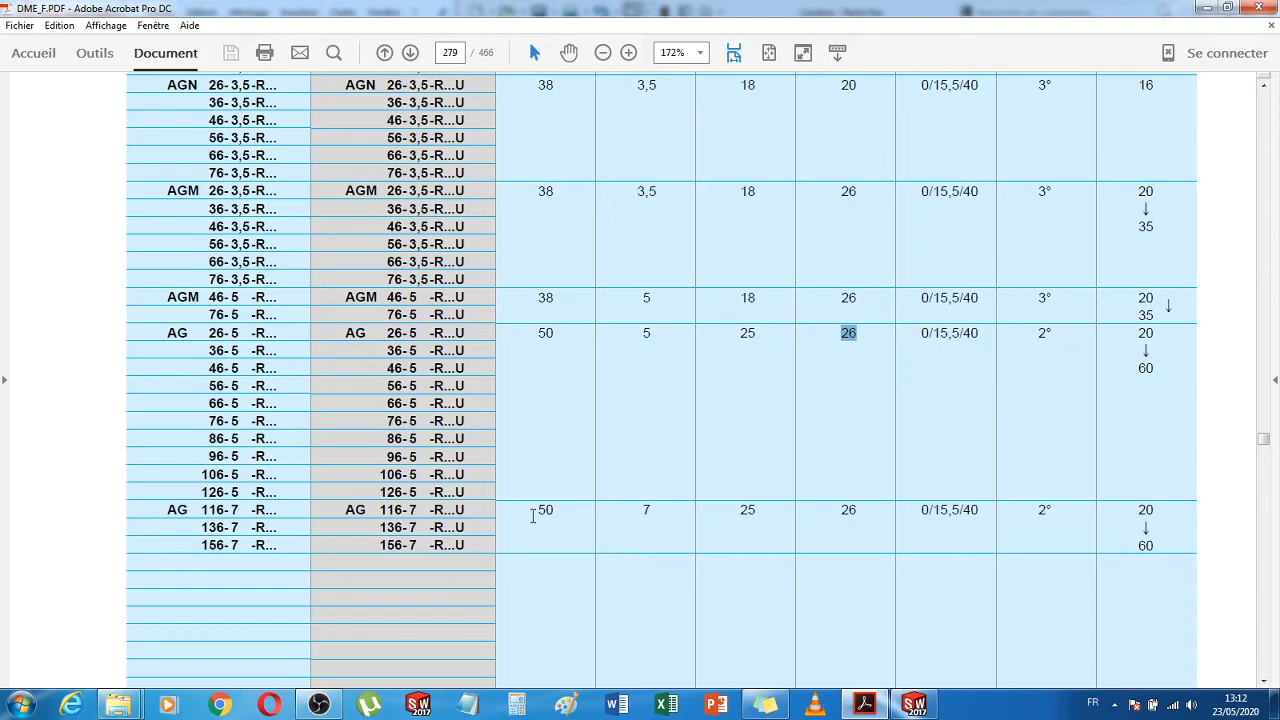 DME_F.PDF - Adobe Acrobat Pro DC
Fichier Edition Affichage Fenêtre Aide
Accueil Outils Document 279 / 466 172% Se connecter
AGN 26-3,5-R... AGN 26-3,5-R...U 38 3,5 18 20 0/15,5/40 3° 16
36-3,5-R... 36-3,5-R...U
46-3,5-R... 46-3,5-R...U
56-3,5-R... 56-3,5-R...U
66-3,5-R... 66-3,5-R...U
76-3,5-R... 76-3,5-R...U
AGM 26-3,5-R... AGM 26-3,5-R...U 38 3,5 18 26 0/15,5/40 3° 20
36-3,5-R... 36-3,5-R...U ↓
46-3,5-R... 46-3,5-R...U 35
56-3,5-R... 56-3,5-R...U
66-3,5-R... 66-3,5-R...U
76-3,5-R... 76-3,5-R...U
AGM 46-5 -R... AGM 46-5 -R...U 38 5 18 26 0/15,5/40 3° 20 ↓
76-5 -R... 76-5 -R...U 35
AG 26-5 -R... AG 26-5 -R...U 50 5 25 26 0/15,5/40 2° 20
36-5 -R... 36-5 -R...U ↓
46-5 -R... 46-5 -R...U 60
56-5 -R... 56-5 -R...U
66-5 -R... 66-5 -R...U
76-5 -R... 76-5 -R...U
86-5 -R... 86-5 -R...U
96-5 -R... 96-5 -R...U
106-5 -R... 106-5 -R...U
126-5 -R... 126-5 -R...U
AG 116-7 -R... AG 116-7 -R...U 50 7 25 26 0/15,5/40 2° 20
136-7 -R... 136-7 -R...U ↓
156-7 -R... 156-7 -R...U 60
FR 13:12
23/05/2020